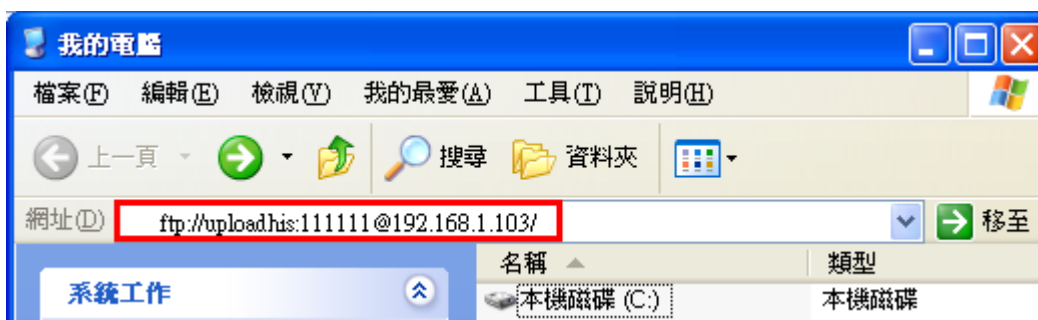 我的電腦
檔案(F) 編輯(E) 檢視(V) 我的最愛(A) 工具(T) 說明(H)
上一頁 搜尋 資料夾
網址(D) ftp://uploadhis:111111@192.168.1.103/ 移至
名稱 類型
系統工作
本機磁碟 (C:) 本機磁碟